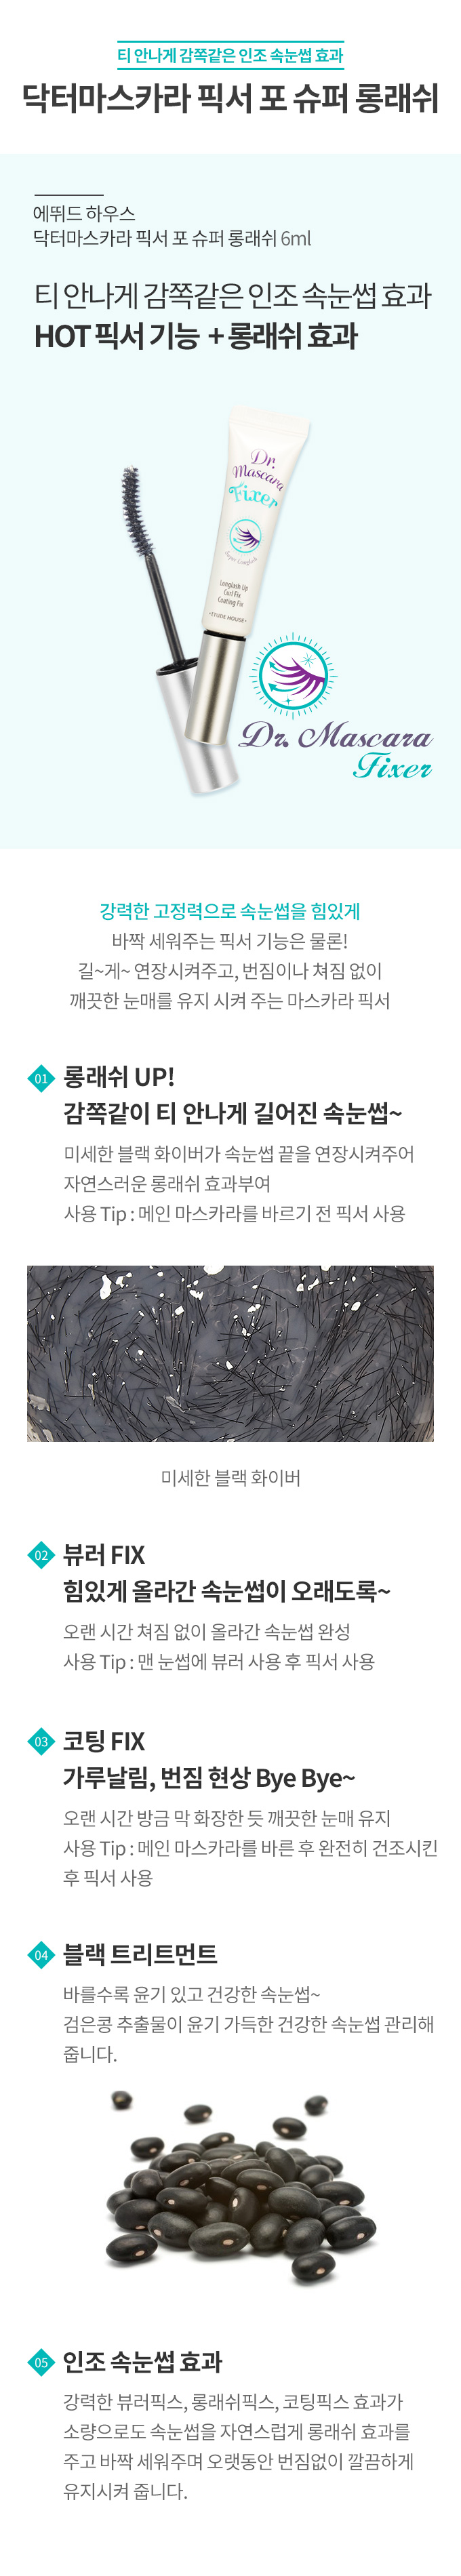 티 안나게 감쪽같은 인조 속눈썹 효과
닥터마스카라 픽서 포 슈퍼 롱래쉬
에뛰드 하우스
닥터마스카라 픽서 포 슈퍼 롱래쉬 6ml
티 안나게 감쪽같은 인조 속눈썹 효과
HOT 픽서 기능 + 롱래쉬 효과
Dr.
Mascara
Fixer
Super Longlash
Longlash Up
Curl Fix
Coating Fix
·ETUDE HOUSE·
Dr. Mascara
Fixer
강력한 고정력으로 속눈썹을 힘있게
바짝 세워주는 픽서 기능은 물론!
길~게~ 연장시켜주고, 번짐이나 쳐짐 없이
깨끗한 눈매를 유지 시켜 주는 마스카라 픽서
01 롱래쉬 UP!
감쪽같이 티 안나게 길어진 속눈썹~
미세한 블랙 화이버가 속눈썹 끝을 연장시켜주어
자연스러운 롱래쉬 효과부여
사용 Tip : 메인 마스카라를 바르기 전 픽서 사용
미세한 블랙 화이버
02 뷰러 FIX
힘있게 올라간 속눈썹이 오래도록~
오랜 시간 쳐짐 없이 올라간 속눈썹 완성
사용 Tip : 맨 눈썹에 뷰러 사용 후 픽서 사용
03 코팅 FIX
가루날림, 번짐 현상 Bye Bye~
오랜 시간 방금 막 화장한 듯 깨끗한 눈매 유지
사용 Tip : 메인 마스카라를 바른 후 완전히 건조시킨
후 픽서 사용
04 블랙 트리트먼트
바를수록 윤기 있고 건강한 속눈썹~
검은콩 추출물이 윤기 가득한 건강한 속눈썹 관리해
줍니다.
05 인조 속눈썹 효과
강력한 뷰러픽스, 롱래쉬픽스, 코팅픽스 효과가
소량으로도 속눈썹을 자연스럽게 롱래쉬 효과를
주고 바짝 세워주며 오랫동안 번짐없이 깔끔하게
유지시켜 줍니다.